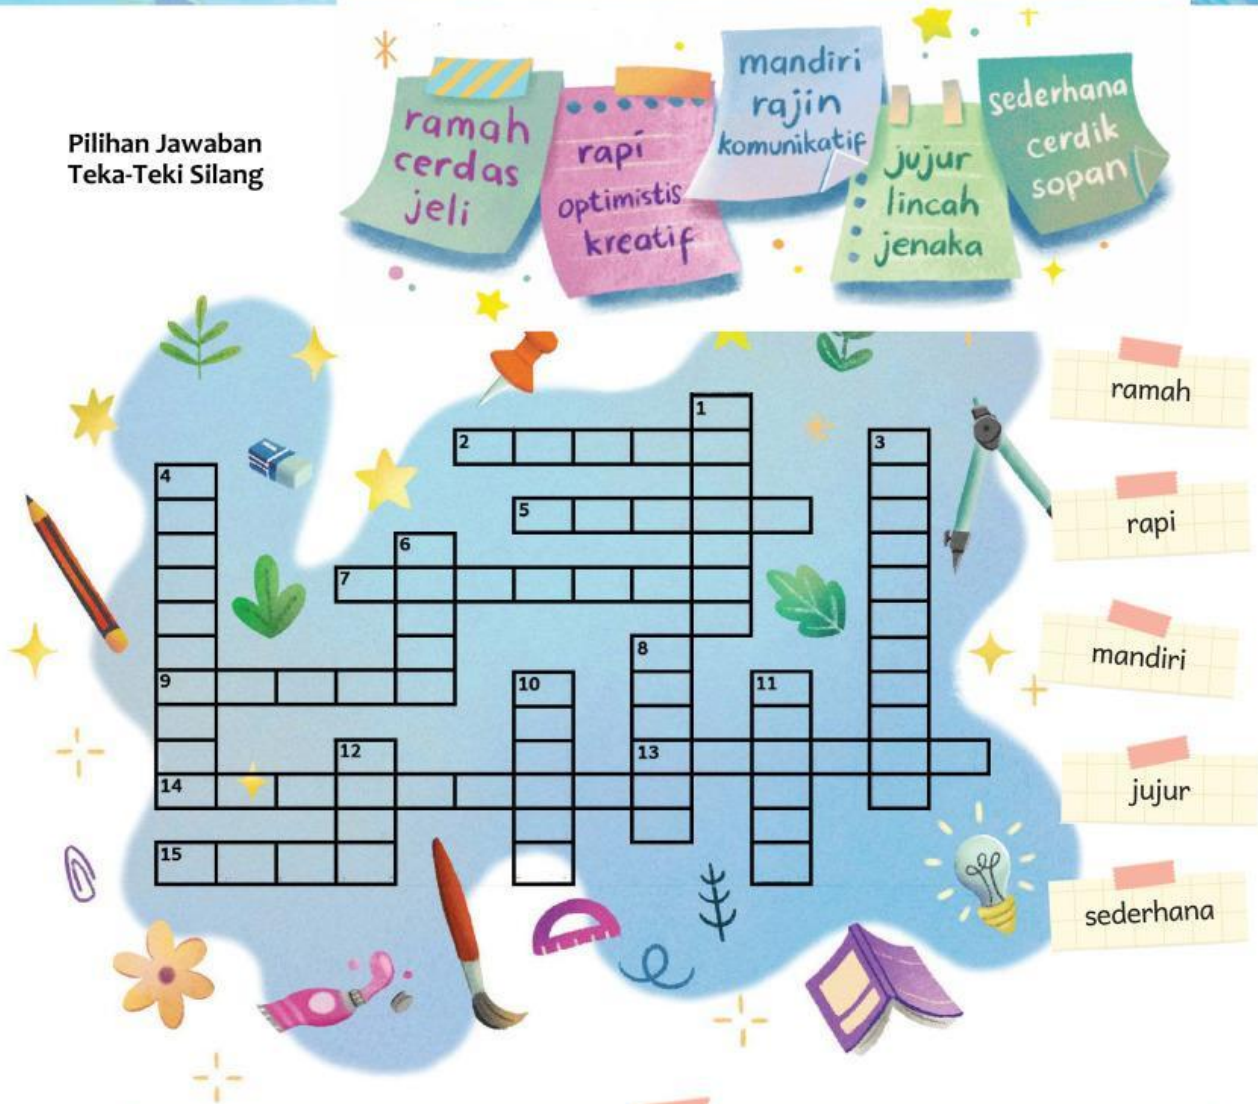 Pilihan Jawaban
Teka-Teki Silang
ramah
cerdas
jeli
rapi
optimistis
kreatif
mandiri
rajin
komunikatif
jujur
lincah
jenaka
sederhana
cerdik
sopan
1
2
3
4
5
6
7
8
9
10
11
12
13
14
15
ramah
rapi
mandiri
jujur
sederhana